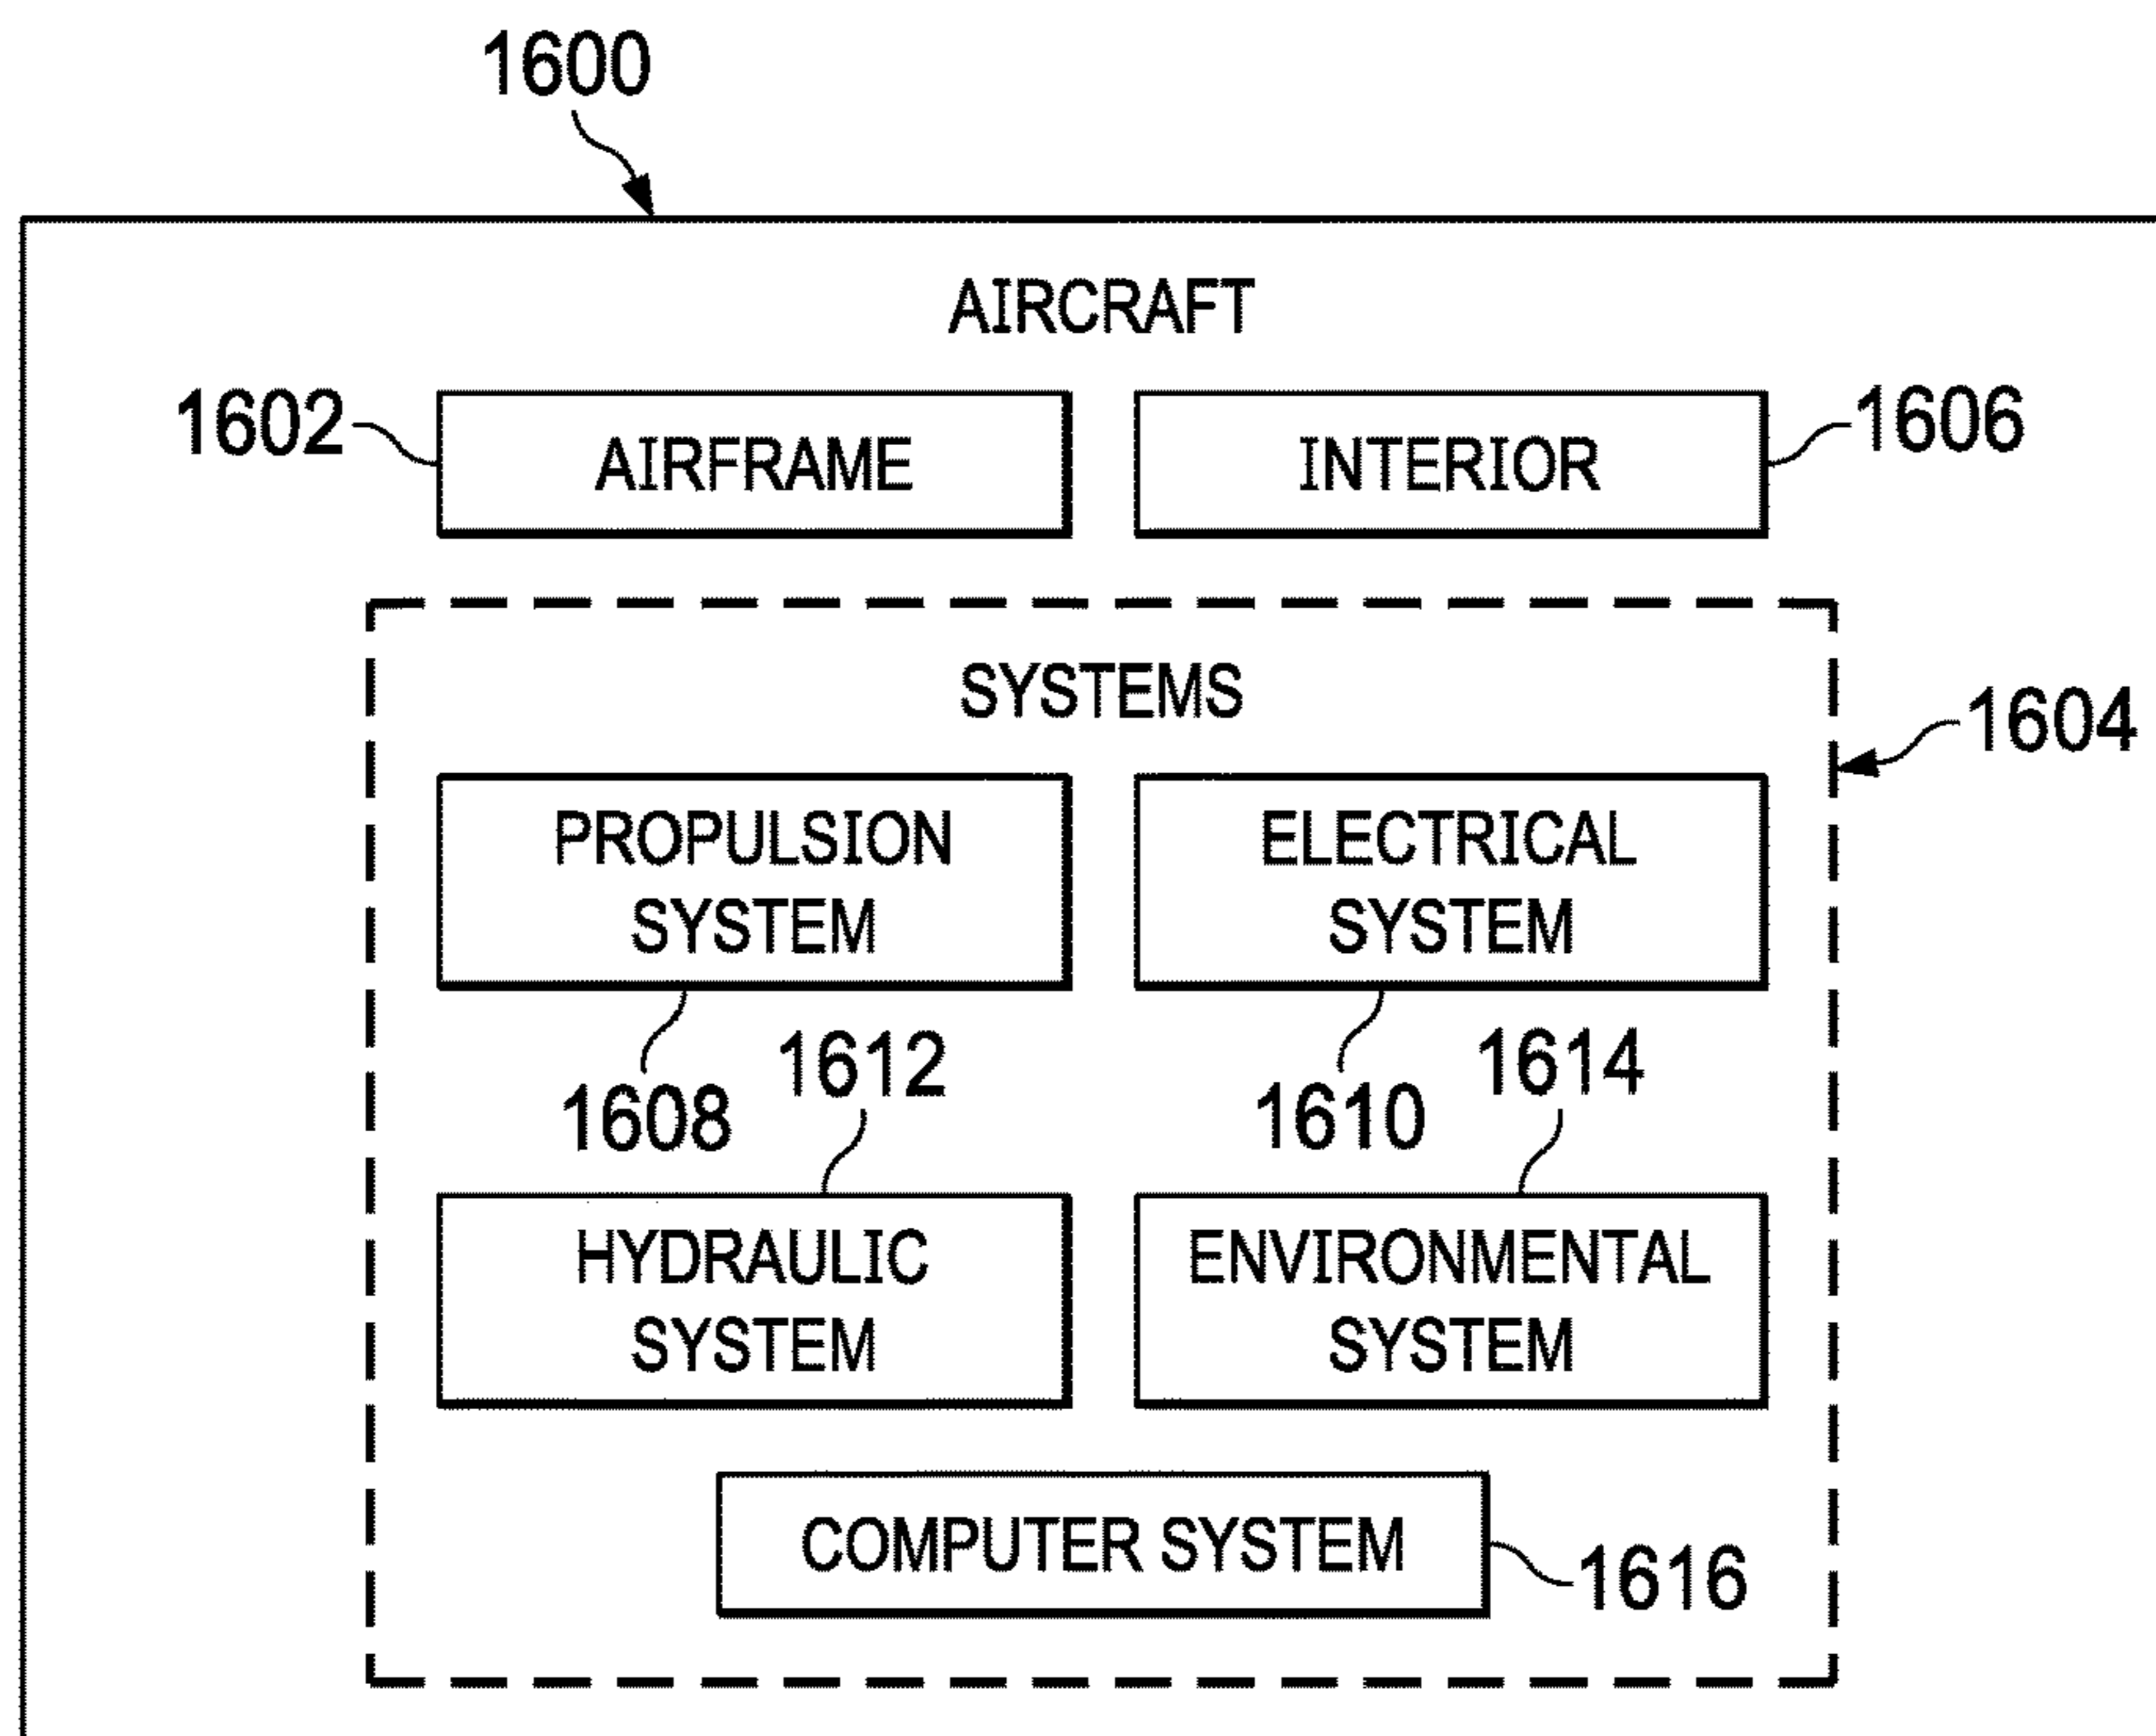 1600
AIRCRAFT
1602
AIRFRAME
INTERIOR
1606
SYSTEMS
1604
PROPULSION
SYSTEM
ELECTRICAL
SYSTEM
1608
1612
1610
1614
HYDRAULIC
SYSTEM
ENVIRONMENTAL
SYSTEM
COMPUTER SYSTEM
1616